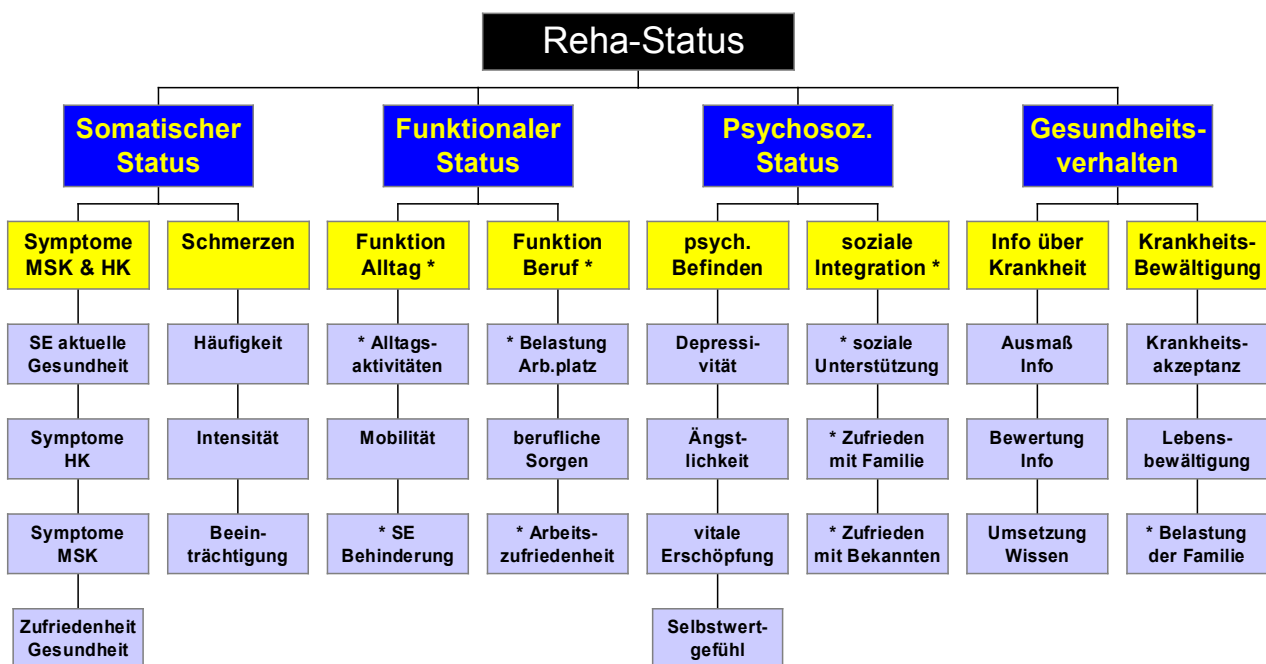 Reha-Status
Somatischer
Status
Funktionaler
Status
Psychosoz.
Status
Gesundheits-
verhalten
Symptome
MSK & HK
Schmerzen
Funktion
Alltag *
Funktion
Beruf *
psych.
Befinden
soziale
Integration *
Info über
Krankheit
Krankheits-
Bewältigung
SE aktuelle
Gesundheit
Häufigkeit
* Alltags-
aktivitäten
* Belastung
Arb.platz
Depressi-
vität
* soziale
Unterstützung
Ausmaß
Info
Krankheits-
akzeptanz
Symptome
HK
Intensität
Mobilität
berufliche
Sorgen
Ängst-
lichkeit
* Zufrieden
mit Familie
Bewertung
Info
Lebens-
bewältigung
Symptome
MSK
Beein-
trächtigung
* SE
Behinderung
* Arbeits-
zufriedenheit
vitale
Erschöpfung
* Zufrieden
mit Bekannten
Umsetzung
Wissen
* Belastung
der Familie
Zufriedenheit
Gesundheit
Selbstwert-
gefühl